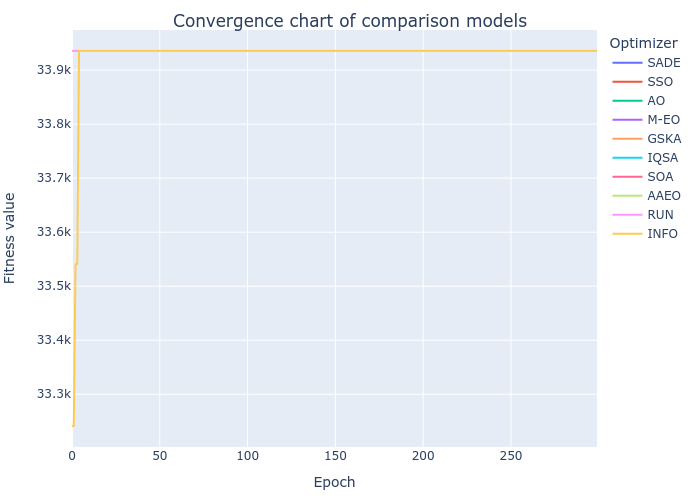 Convergence chart of comparison models
Optimizer
SADE
SSO
AO
M-EO
GSKA
IQSA
SOA
AAEO
RUN
INFO
Fitness value
33.9k
33.8k
33.7k
33.6k
33.5k
33.4k
33.3k
0 50 100 150 200 250
Epoch